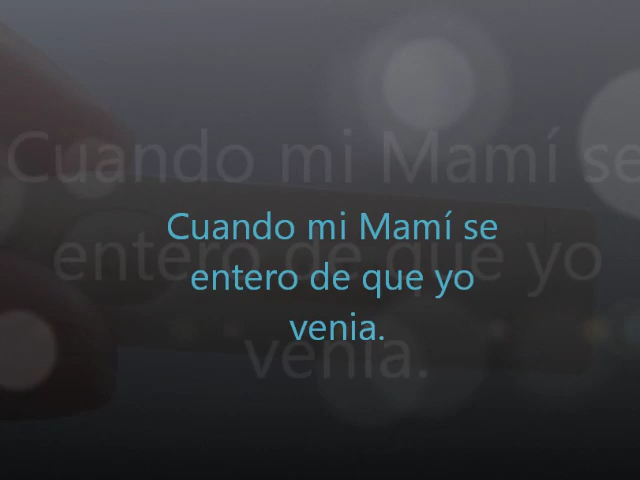 Cuando mi Mamí se
entero de que yo
venia.